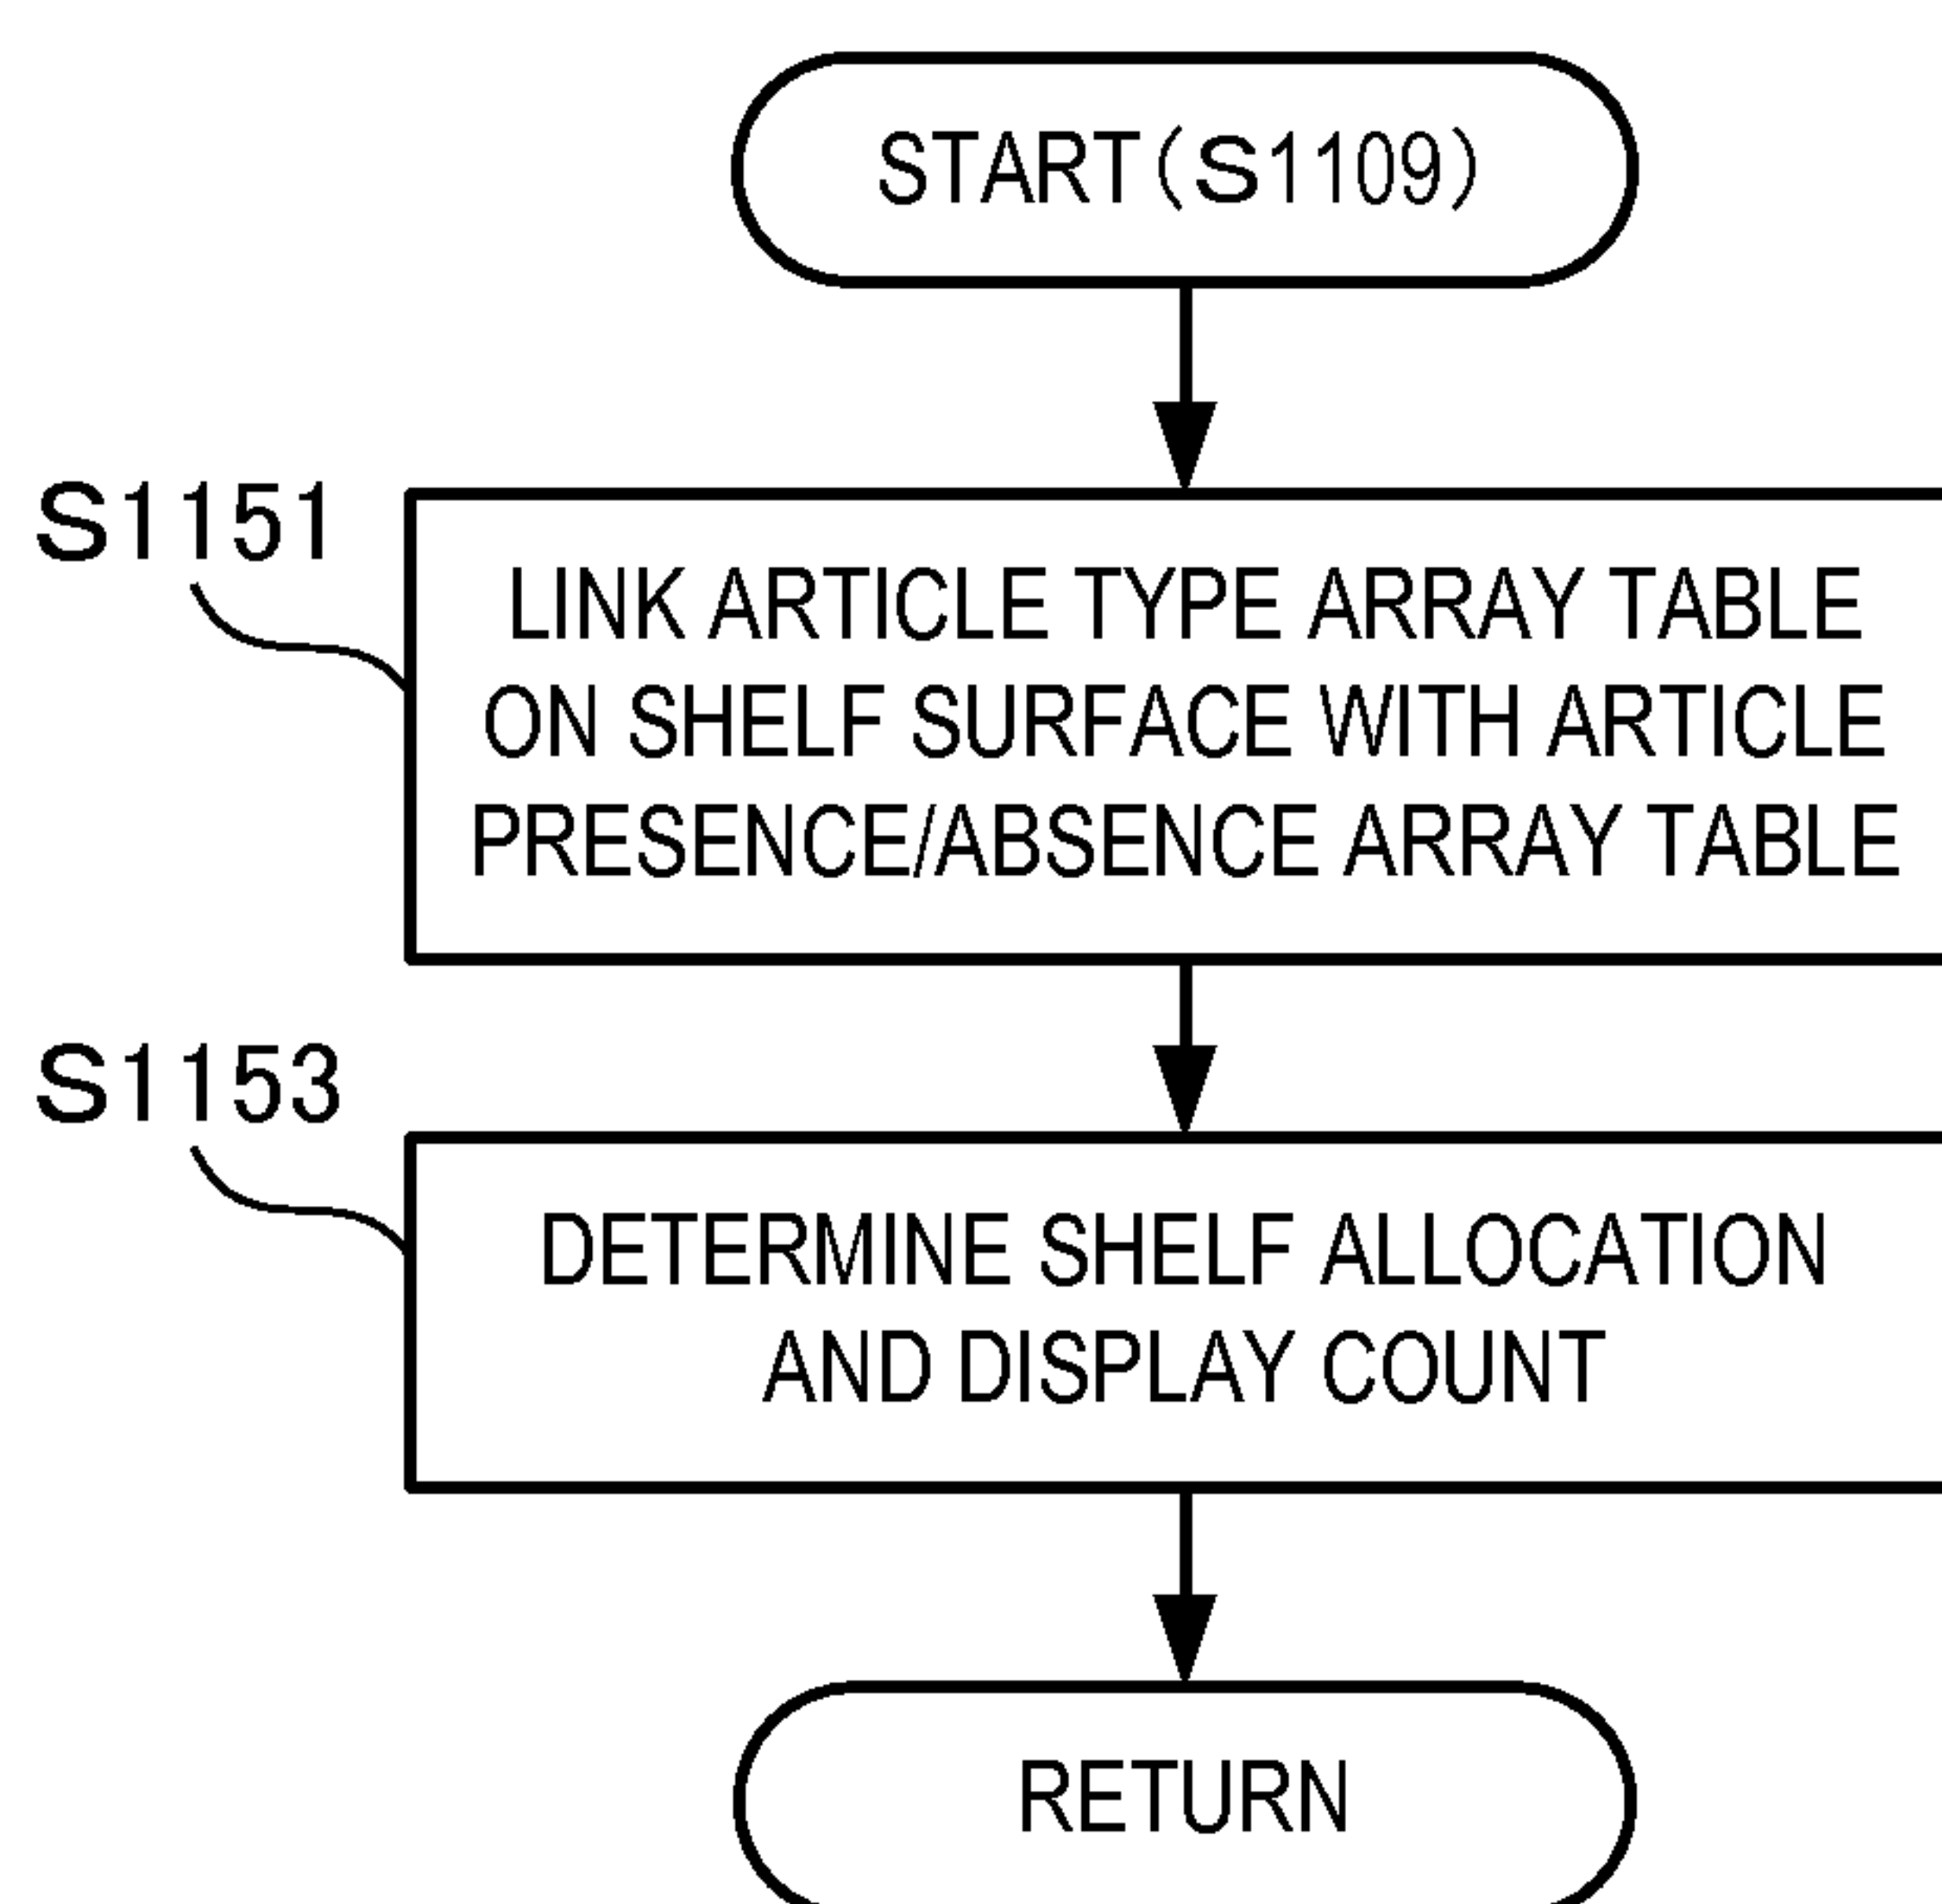 START(S1109)
S1151
LINK ARTICLE TYPE ARRAY TABLE
ON SHELF SURFACE WITH ARTICLE
PRESENCE/ABSENCE ARRAY TABLE
S1153
DETERMINE SHELF ALLOCATION
AND DISPLAY COUNT
RETURN